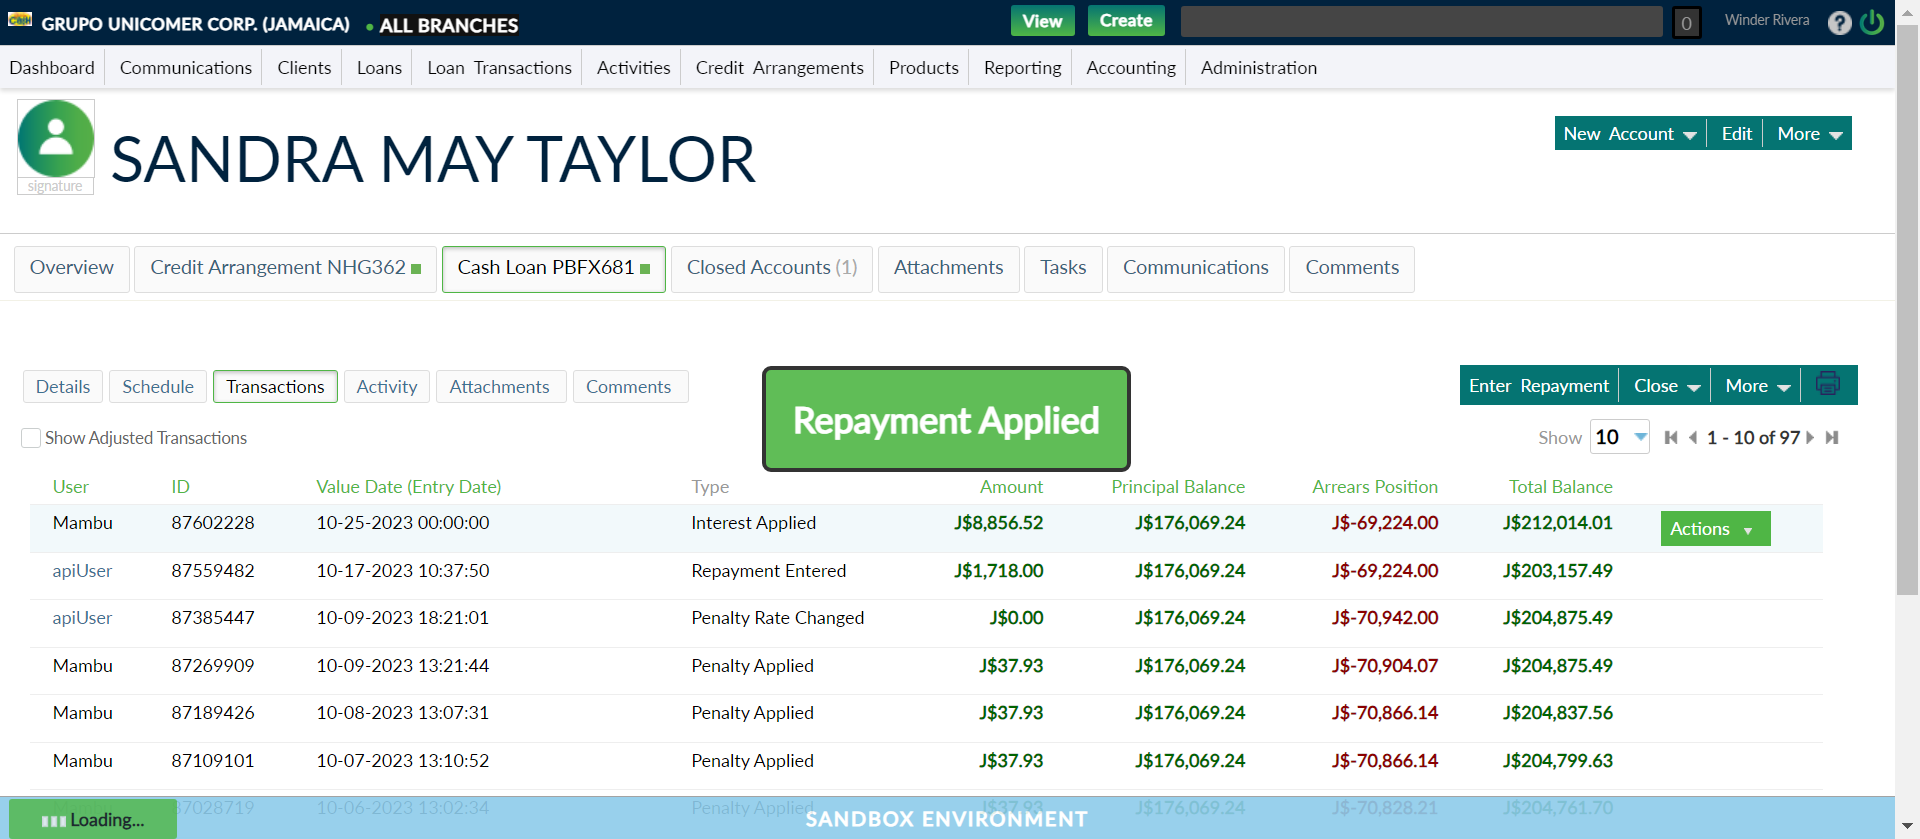 GRUPO UNICOMER CORP. (JAMAICA) ALL BRANCHES View Create 0 Winder Rivera ?
Dashboard Communications Clients Loans Loan Transactions Activities Credit Arrangements Products Reporting Accounting Administration
SANDRA MAY TAYLOR
signature
New Account Edit More
Overview Credit Arrangement NHG362 Cash Loan PBFX681 Closed Accounts (1) Attachments Tasks Communications Comments
Details Schedule Transactions Activity Attachments Comments
Enter Repayment Close More
Repayment Applied
Show Adjusted Transactions
Show 10 1 - 10 of 97
User ID Value Date (Entry Date) Type Amount Principal Balance Arrears Position Total Balance
Mambu 87602228 10-25-2023 00:00:00 Interest Applied J$8,856.52 J$176,069.24 J$-69,224.00 J$212,014.01 Actions
apiUser 87559482 10-17-2023 10:37:50 Repayment Entered J$1,718.00 J$176,069.24 J$-69,224.00 J$203,157.49
apiUser 87385447 10-09-2023 18:21:01 Penalty Rate Changed J$0.00 J$176,069.24 J$-70,942.00 J$204,875.49
Mambu 87269909 10-09-2023 13:21:44 Penalty Applied J$37.93 J$176,069.24 J$-70,904.07 J$204,875.49
Mambu 87189426 10-08-2023 13:07:31 Penalty Applied J$37.93 J$176,069.24 J$-70,866.14 J$204,837.56
Mambu 87109101 10-07-2023 13:10:52 Penalty Applied J$37.93 J$176,069.24 J$-70,866.14 J$204,799.63
Mambu 87028719 10-06-2023 13:02:34 Penalty Applied J$37.93 J$176,069.24 J$-70,828.21 J$204,761.70
Loading...
SANDBOX ENVIRONMENT